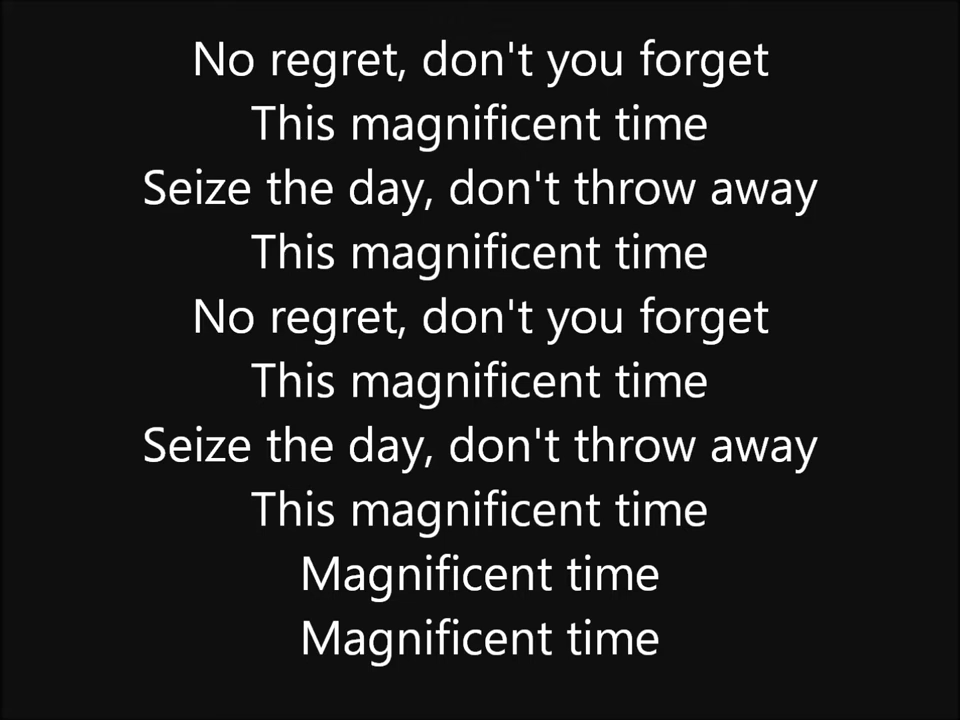 No regret, don't you forget
This magnificent time
Seize the day, don't throw away
This magnificent time
No regret, don't you forget
This magnificent time
Seize the day, don't throw away
This magnificent time
Magnificent time
Magnificent time